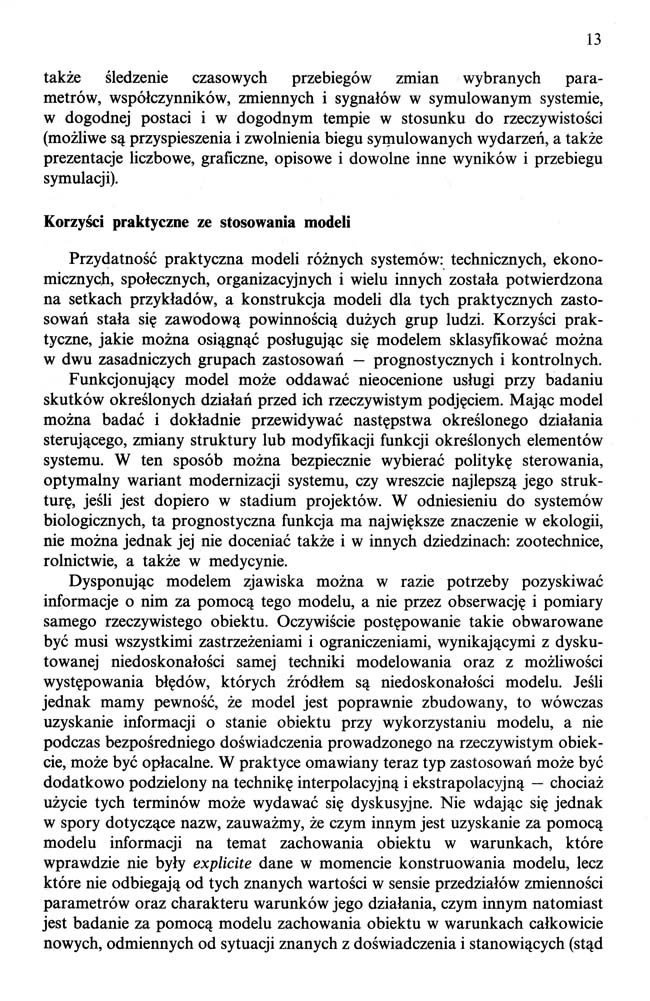 13
także śledzenie czasowych przebiegów zmian wybranych para-
metrów, współczynników, zmiennych i sygnałów w symulowanym systemie,
w dogodnej postaci i w dogodnym tempie w stosunku do rzeczywistości
(możliwe są przyspieszenia i zwolnienia biegu symulowanych wydarzeń, a także
prezentacje liczbowe, graficzne, opisowe i dowolne inne wyników i przebiegu
symulacji).
Korzyści praktyczne ze stosowania modeli
Przydatność praktyczna modeli różnych systemów: technicznych, ekono-
micznych, społecznych, organizacyjnych i wielu innych została potwierdzona
na setkach przykładów, a konstrukcja modeli dla tych praktycznych zasto-
sowań stała się zawodową powinnością dużych grup ludzi. Korzyści prak-
tyczne, jakie można osiągnąć posługując się modelem sklasyfikować można
w dwu zasadniczych grupach zastosowań — prognostycznych i kontrolnych.
Funkcjonujący model może oddawać nieocenione usługi przy badaniu
skutków określonych działań przed ich rzeczywistym podjęciem. Mając model
można badać i dokładnie przewidywać następstwa określonego działania
sterującego, zmiany struktury lub modyfikacji funkcji określonych elementów
systemu. W ten sposób można bezpiecznie wybierać politykę sterowania,
optymalny wariant modernizacji systemu, czy wreszcie najlepszą jego struk-
turę, jeśli jest dopiero w stadium projektów. W odniesieniu do systemów
biologicznych, ta prognostyczna funkcja ma największe znaczenie w ekologii,
nie można jednak jej nie doceniać także i w innych dziedzinach: zootechnice,
rolnictwie, a także w medycynie.
Dysponując modelem zjawiska można w razie potrzeby pozyskiwać
informacje o nim za pomocą tego modelu, a nie przez obserwację i pomiary
samego rzeczywistego obiektu. Oczywiście postępowanie takie obwarowane
być musi wszystkimi zastrzeżeniami i ograniczeniami, wynikającymi z dysku-
towanej niedoskonałości samej techniki modelowania oraz z możliwości
występowania błędów, których źródłem są niedoskonałości modelu. Jeśli
jednak mamy pewność, że model jest poprawnie zbudowany, to wówczas
uzyskanie informacji o stanie obiektu przy wykorzystaniu modelu, a nie
podczas bezpośredniego doświadczenia prowadzonego na rzeczywistym obiek-
cie, może być opłacalne. W praktyce omawiany teraz typ zastosowań może być
dodatkowo podzielony na technikę interpolacyjną i ekstrapolacyjną — chociaż
użycie tych terminów może wydawać się dyskusyjne. Nie wdając się jednak
w spory dotyczące nazw, zauważmy, że czym innym jest uzyskanie za pomocą
modelu informacji na temat zachowania obiektu w warunkach, które
wprawdzie nie były explicite dane w momencie konstruowania modelu, lecz
które nie odbiegają od tych znanych wartości w sensie przedziałów zmienności
parametrów oraz charakteru warunków jego działania, czym innym natomiast
jest badanie za pomocą modelu zachowania obiektu w warunkach całkowicie
nowych, odmiennych od sytuacji znanych z doświadczenia i stanowiących (stąd